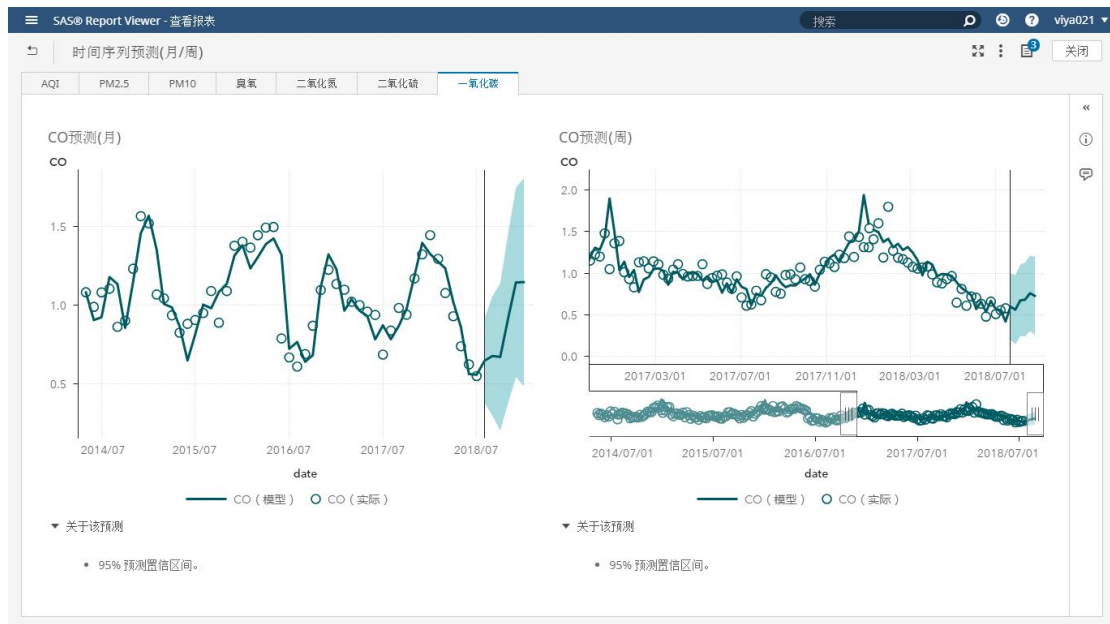 SAS® Report Viewer - 查看报表
搜索
viya021
时间序列预测(月/周)
3
关闭
AQI PM2.5 PM10 臭氧 二氧化氮 二氧化硫 一氧化碳
CO预测(月)
CO
1.5
1.0
0.5
2014/07 2015/07 2016/07 2017/07 2018/07
date
CO（模型） CO（实际）
关于该预测
95% 预测置信区间。
CO预测(周)
CO
2.0
1.5
1.0
0.5
0.0
2017/03/01 2017/07/01 2017/11/01 2018/03/01 2018/07/01
2014/07/01 2015/07/01 2016/07/01 2017/07/01 2018/07/01
date
CO（模型） CO（实际）
关于该预测
95% 预测置信区间。